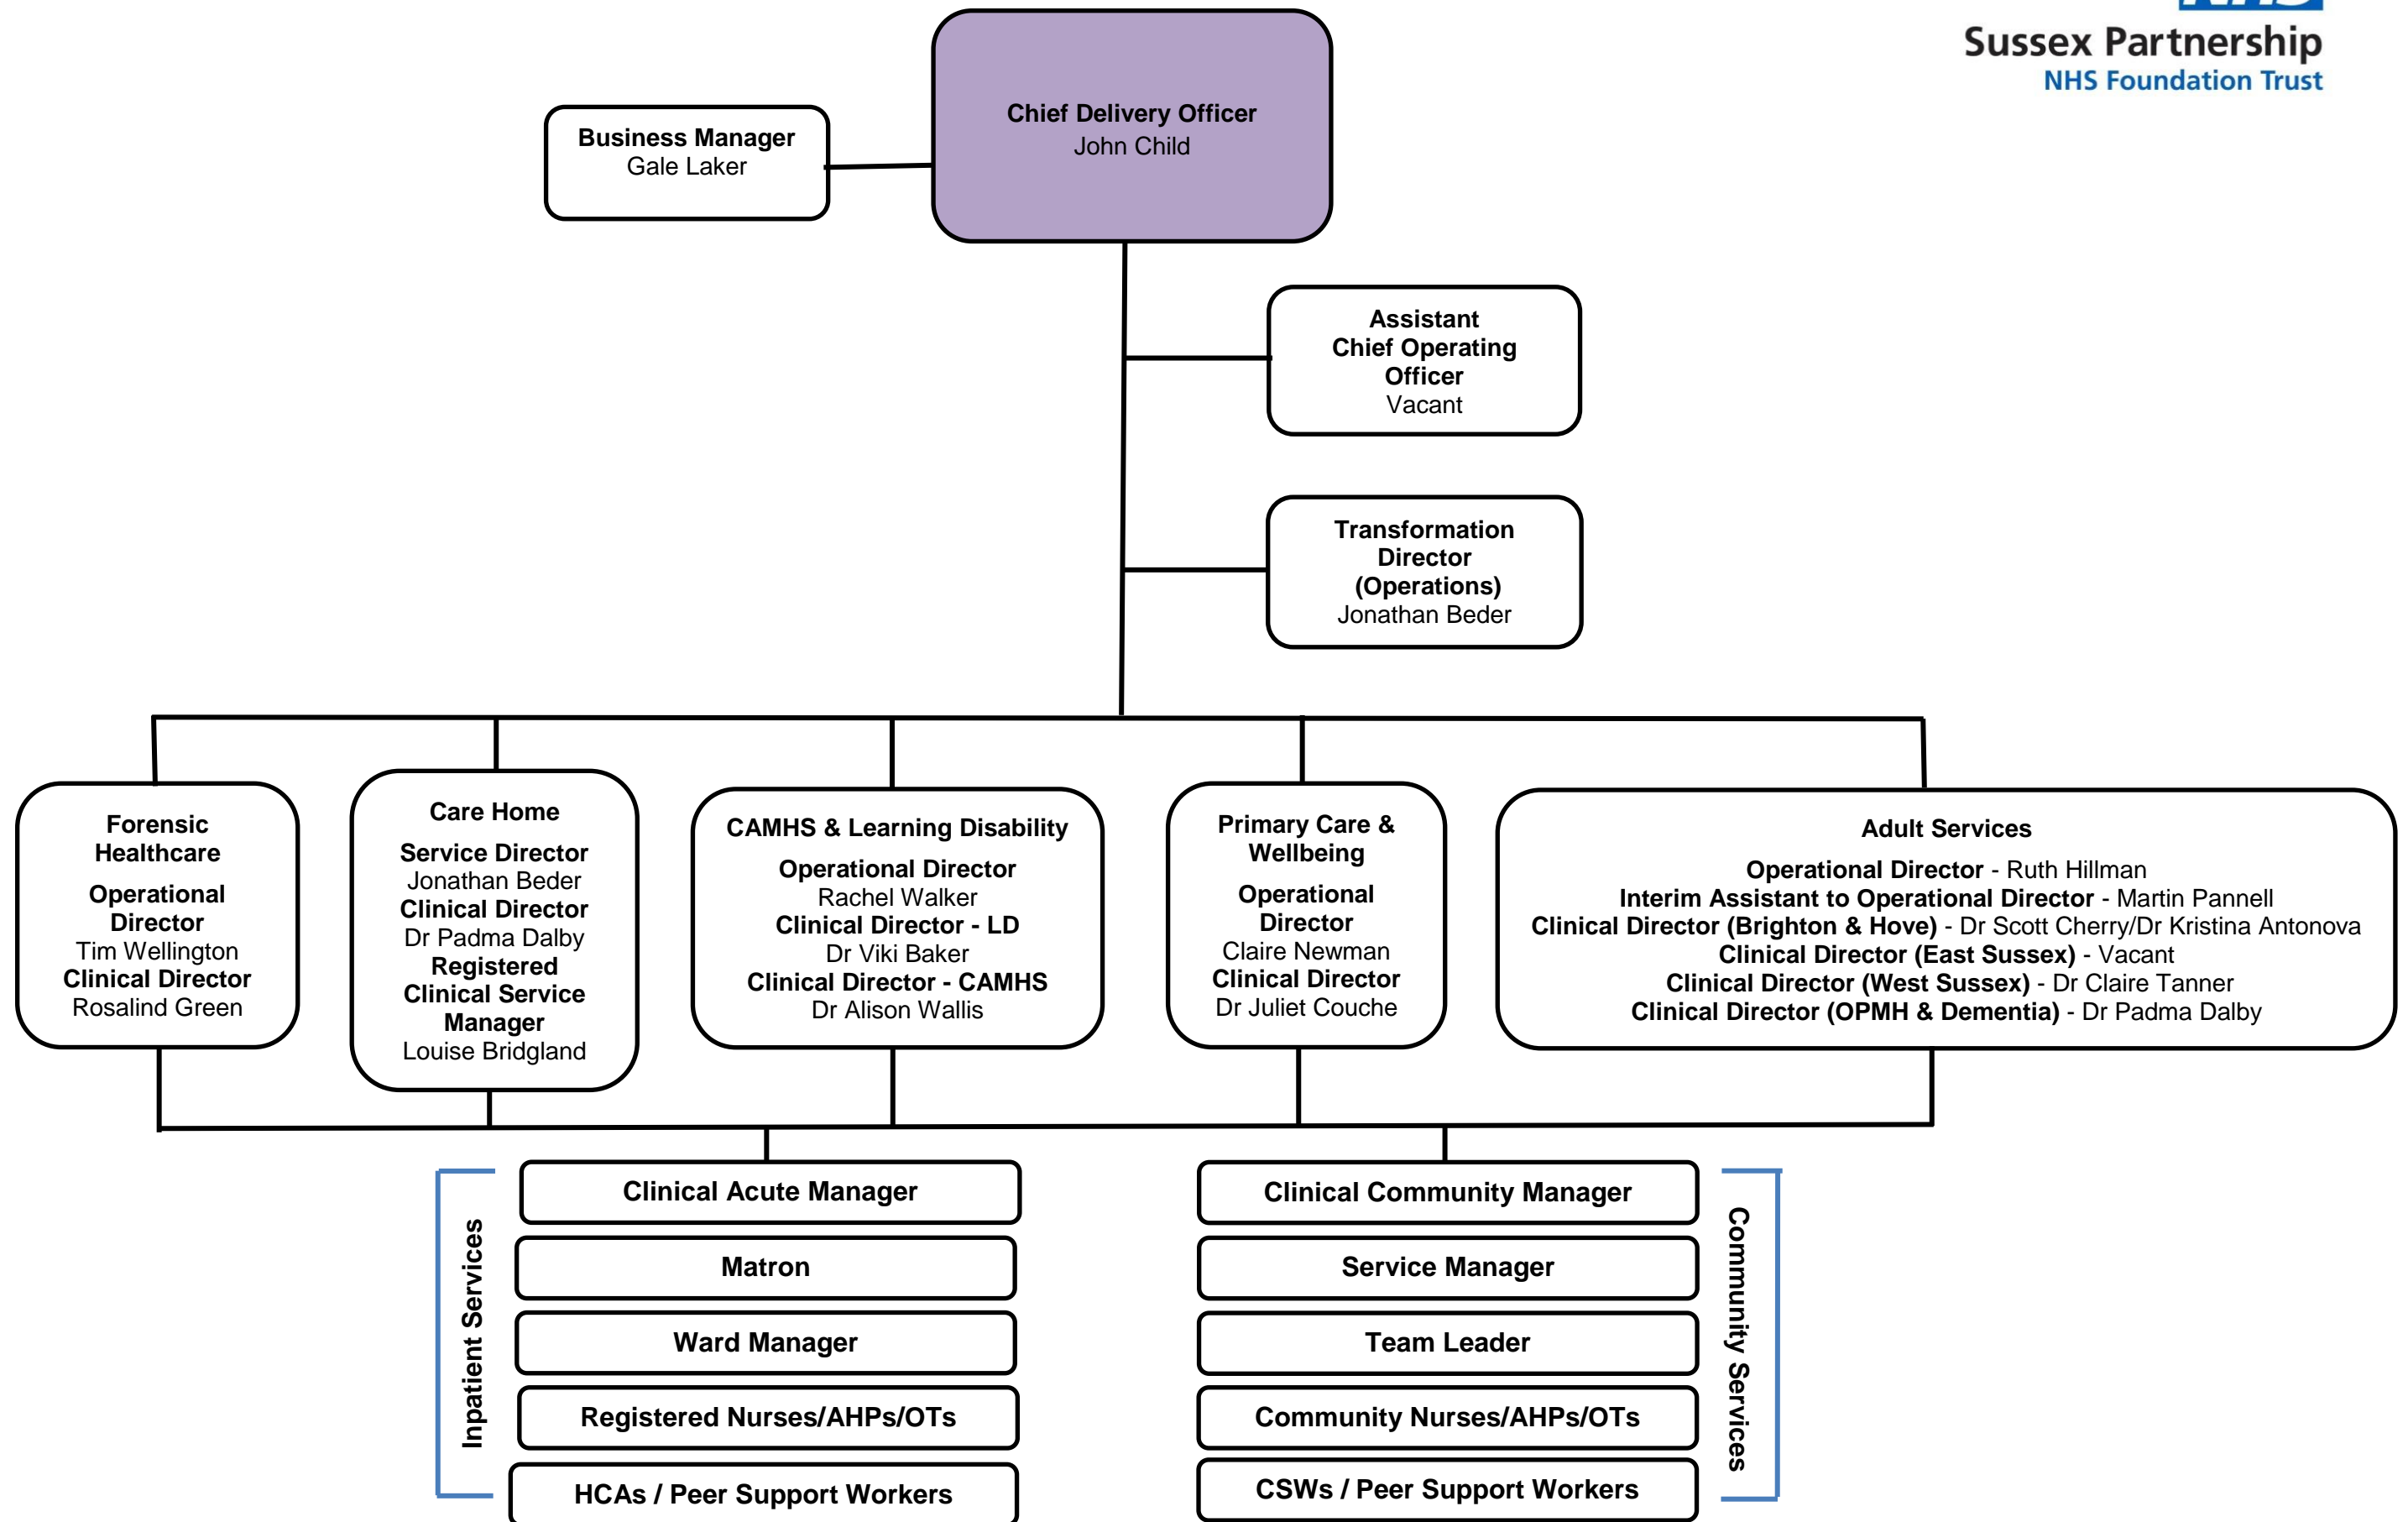 NHS
Sussex Partnership
NHS Foundation Trust
Chief Delivery Officer
John Child
Business Manager
Gale Laker
Assistant
Chief Operating
Officer
Vacant
Transformation
Director
(Operations)
Jonathan Beder
Forensic
Healthcare
Operational
Director
Tim Wellington
Clinical Director
Rosalind Green
Care Home
Service Director
Jonathan Beder
Clinical Director
Dr Padma Dalby
Registered
Clinical Service
Manager
Louise Bridgland
CAMHS & Learning Disability
Operational Director
Rachel Walker
Clinical Director - LD
Dr Viki Baker
Clinical Director - CAMHS
Dr Alison Wallis
Primary Care &
Wellbeing
Operational
Director
Claire Newman
Clinical Director
Dr Juliet Couche
Adult Services
Operational Director - Ruth Hillman
Interim Assistant to Operational Director - Martin Pannell
Clinical Director (Brighton & Hove) - Dr Scott Cherry/Dr Kristina Antonova
Clinical Director (East Sussex) - Vacant
Clinical Director (West Sussex) - Dr Claire Tanner
Clinical Director (OPMH & Dementia) - Dr Padma Dalby
Inpatient Services
Clinical Acute Manager
Matron
Ward Manager
Registered Nurses/AHPs/OTs
HCAs / Peer Support Workers
Clinical Community Manager
Service Manager
Team Leader
Community Nurses/AHPs/OTs
CSWs / Peer Support Workers
Community Services